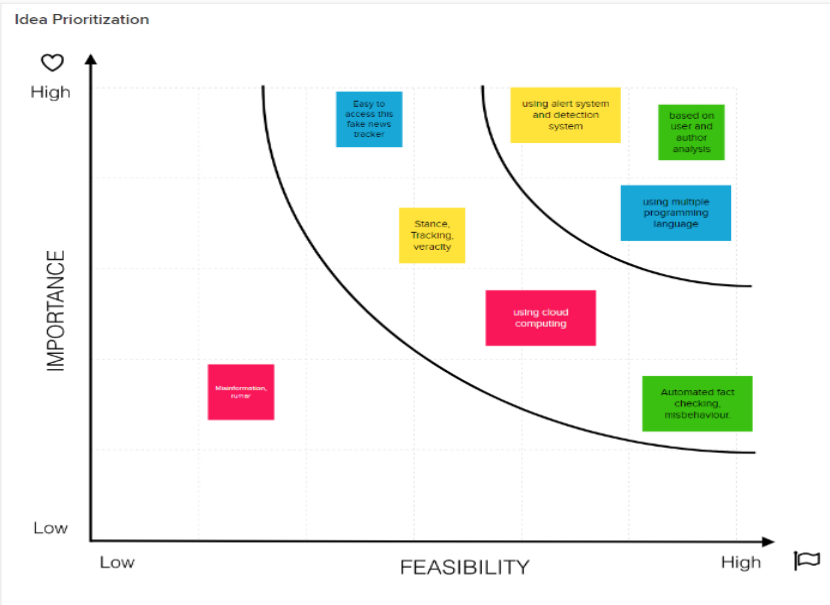 Idea Prioritization
High
Easy to
access this
fake news
tracker
using alert system
and detection
system
based on
user and
author
analysis
using multiple
programming
language
Stance,
Tracking,
veracity
IMPORTANCE
using cloud
computing
Misinformation,
rumar
Automated fact
checking,
misbehaviour.
Low
Low
FEASIBILITY
High